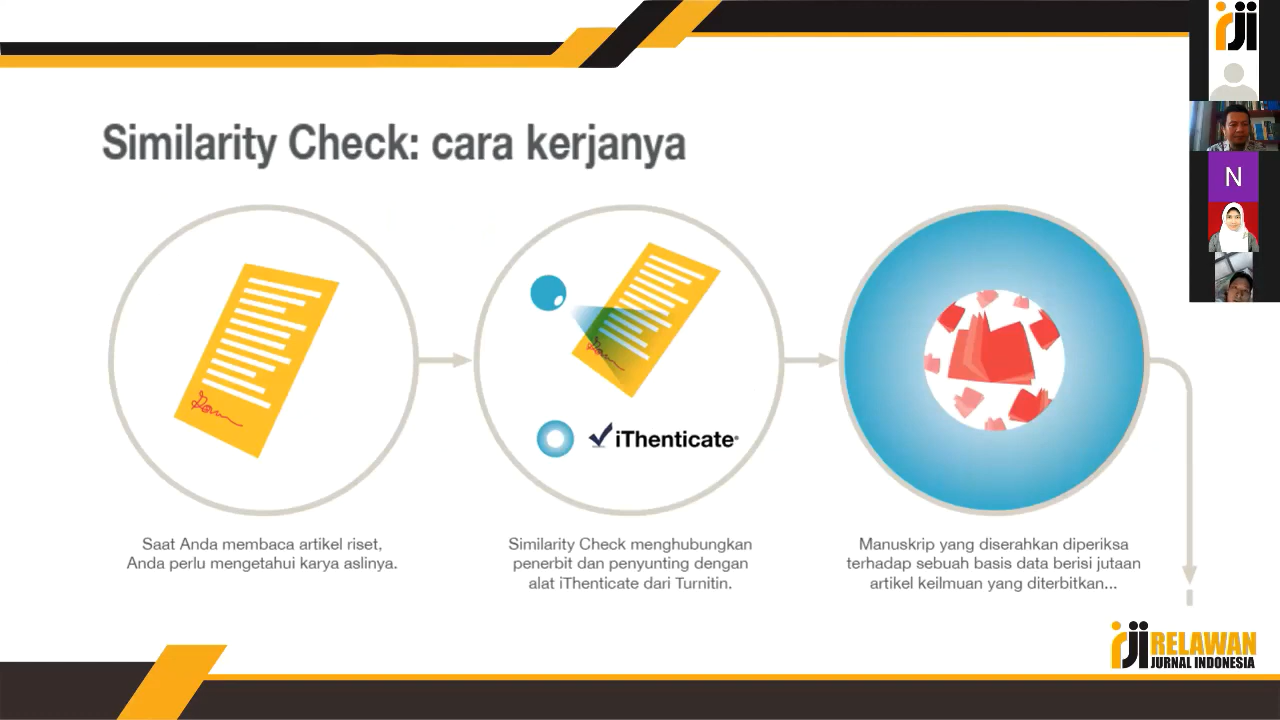 rji
N
Similarity Check: cara kerjanya
iThenticate®
Saat Anda membaca artikel riset,
Anda perlu mengetahui karya aslinya.
Similarity Check menghubungkan
penerbit dan penyunting dengan
alat iThenticate dari Turnitin.
Manuskrip yang diserahkan diperiksa
terhadap sebuah basis data berisi jutaan
artikel keilmuan yang diterbitkan...
rji RELAWAN
JURNAL INDONESIA